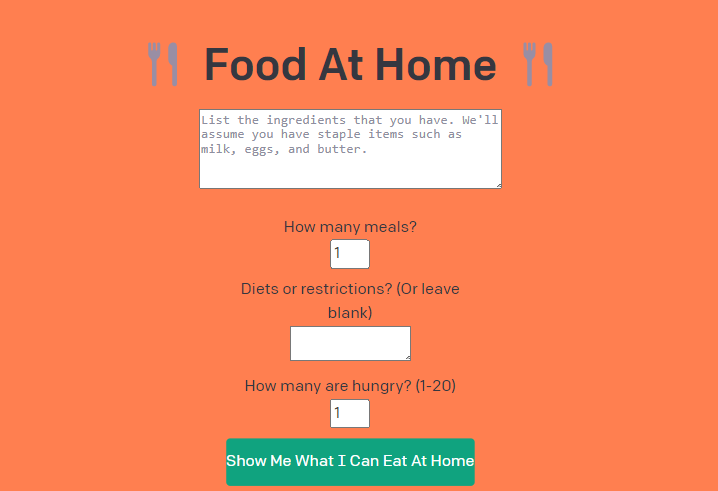 Food At Home
List the ingredients that you have. We'll
assume you have staple items such as
milk, eggs, and butter.
How many meals?
1
Diets or restrictions? (Or leave
blank)
How many are hungry? (1-20)
1
Show Me What I Can Eat At Home